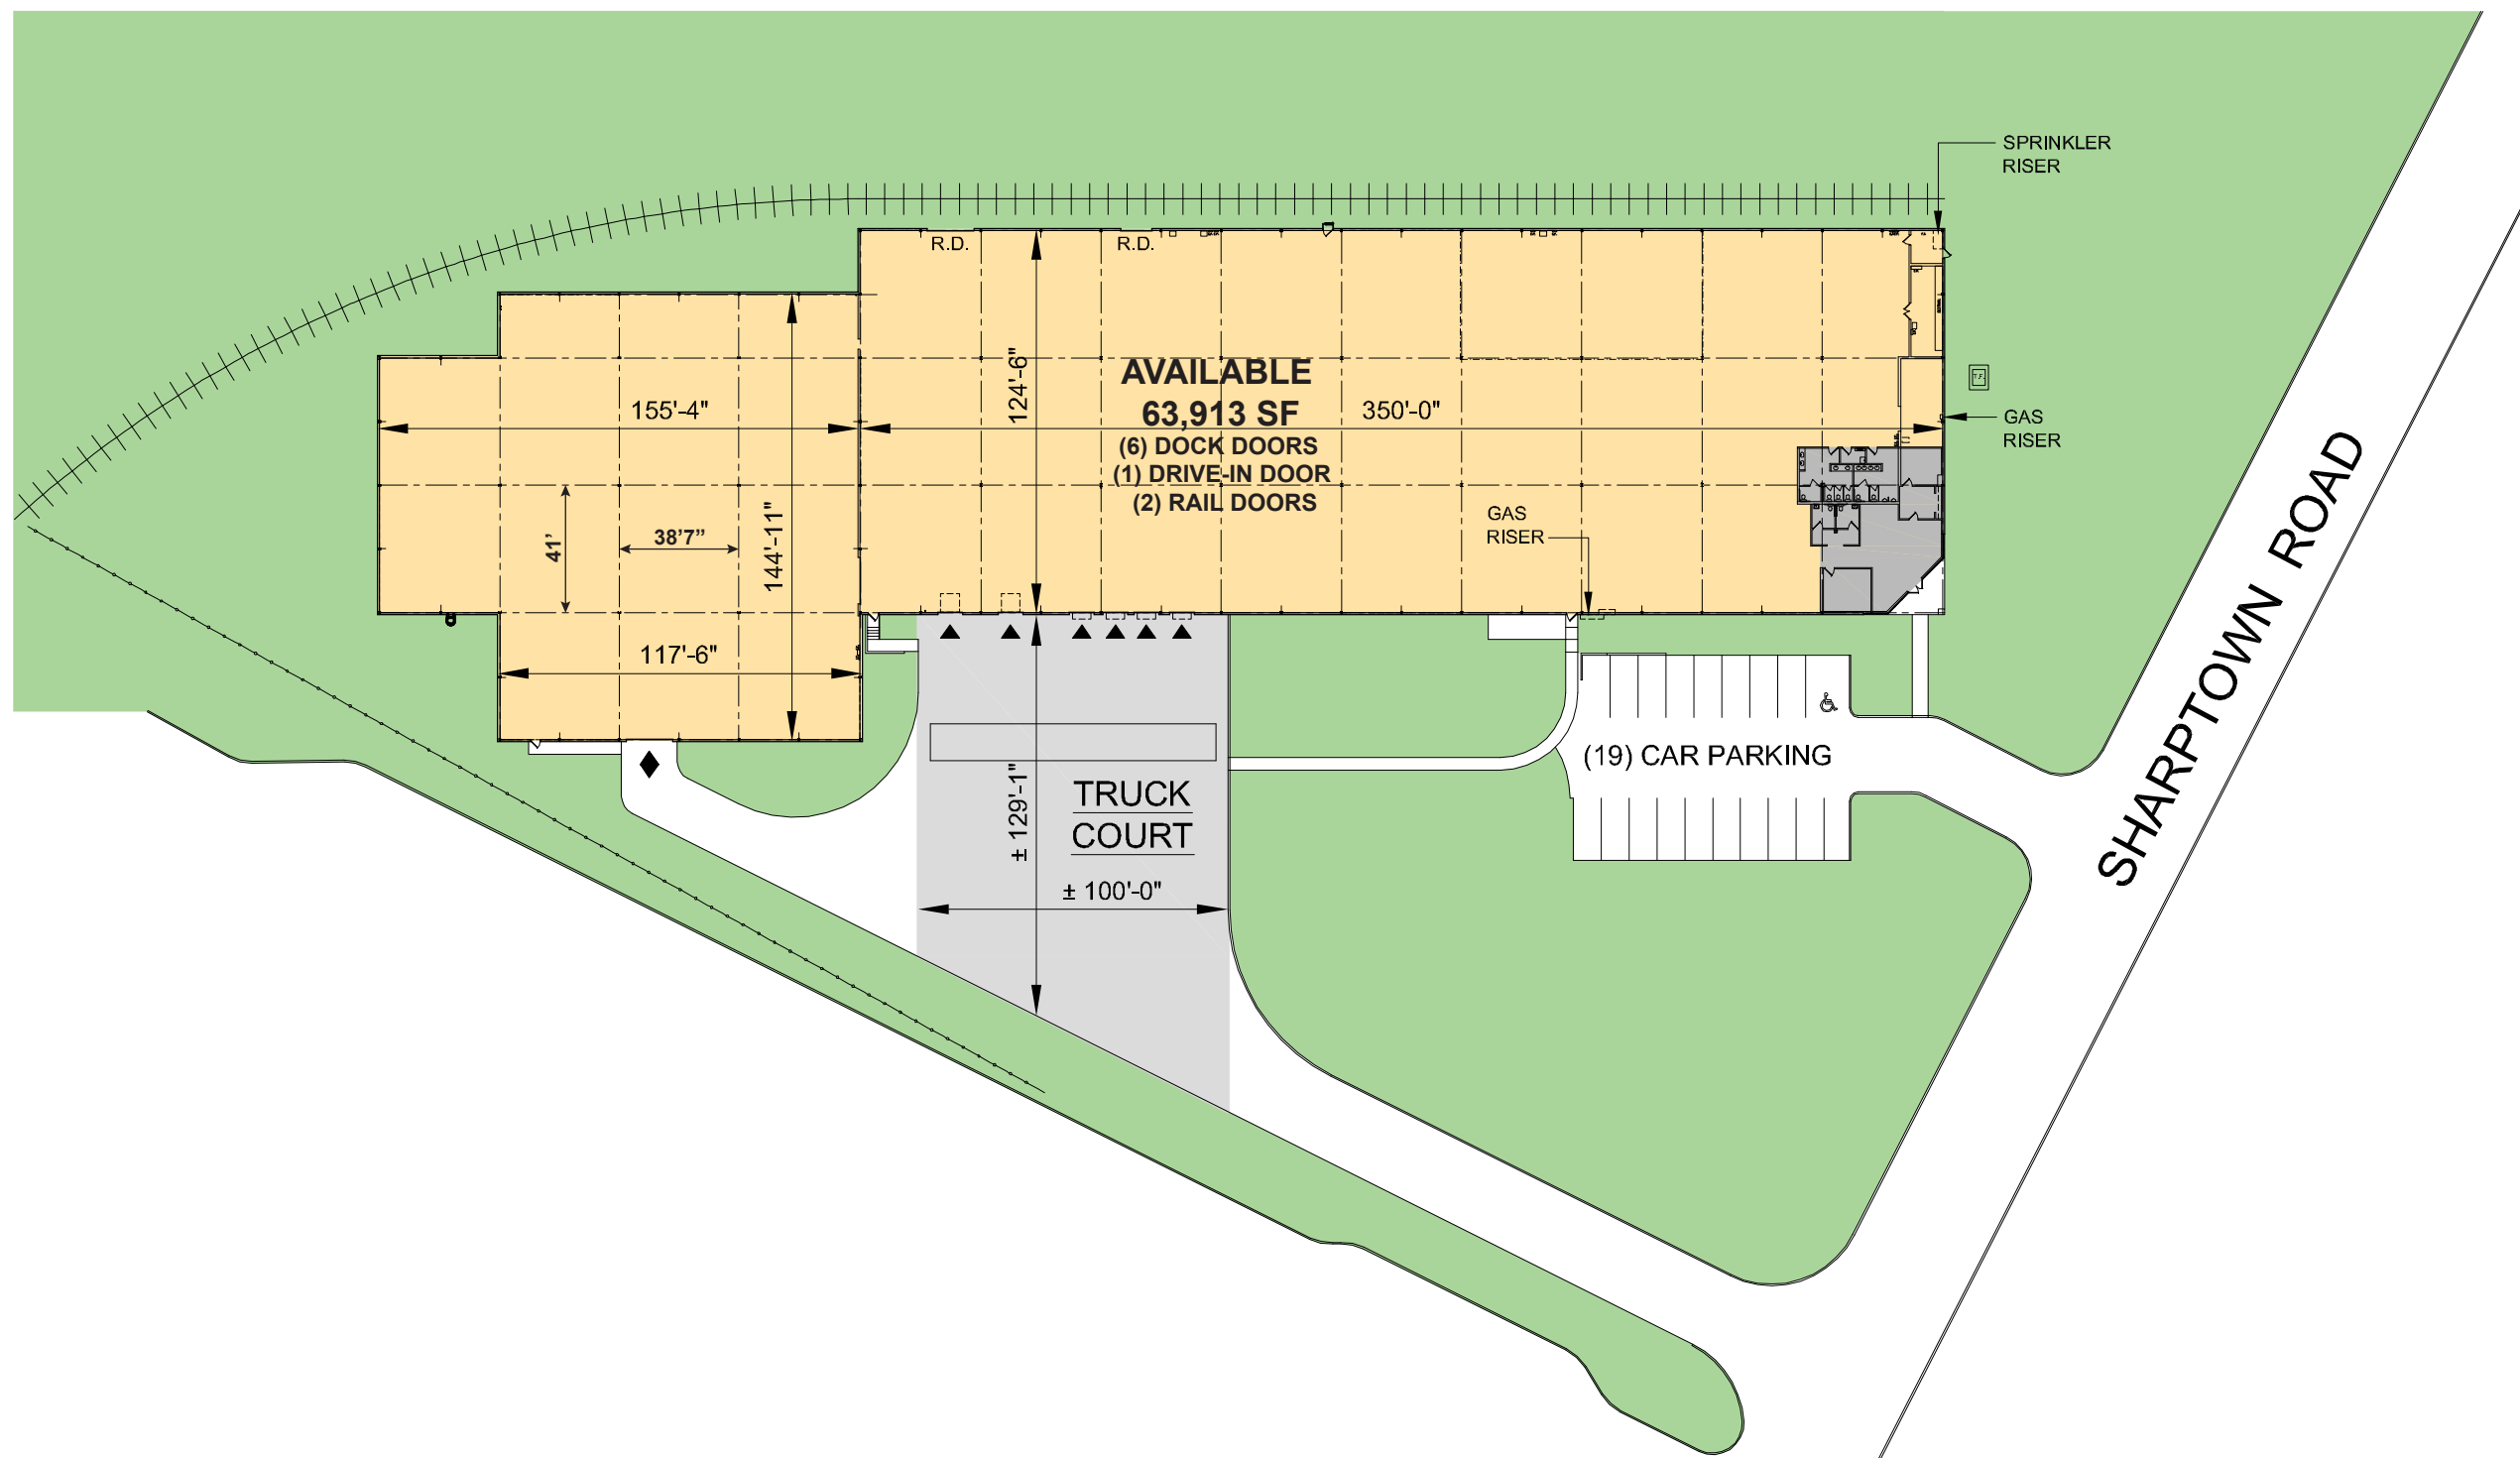 SPRINKLER
RISER
R.D.
R.D.
124'-6"
AVAILABLE
63,913 SF
(6) DOCK DOORS
(1) DRIVE-IN DOOR
(2) RAIL DOORS
155'-4"
350'-0"
T.F.
GAS
RISER
GAS
RISER
41'
38'7”
144'-11"
117'-6"
SHARPTOWN ROAD
(19) CAR PARKING
± 129'-1"
TRUCK
COURT
± 100'-0"